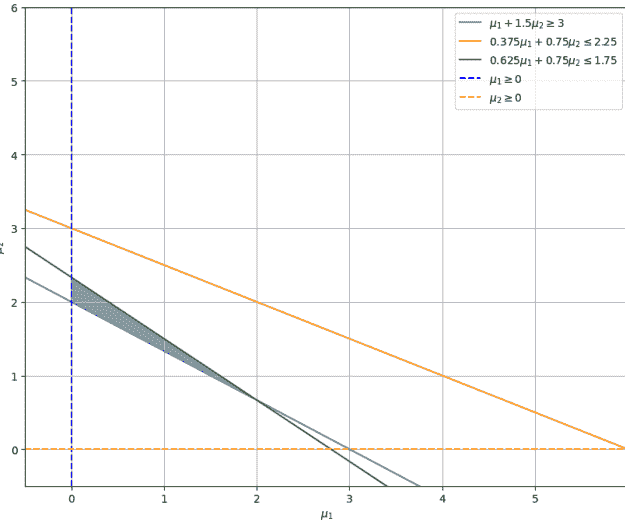 6
μ₁ + 1.5μ₂ ≥ 3
0.375μ₁ + 0.75μ₂ ≤ 2.25
0.625μ₁ + 0.75μ₂ ≤ 1.75
μ₁ ≥ 0
μ₂ ≥ 0
5
4
3
2
1
0
0 1 2 3 4 5
μ₁